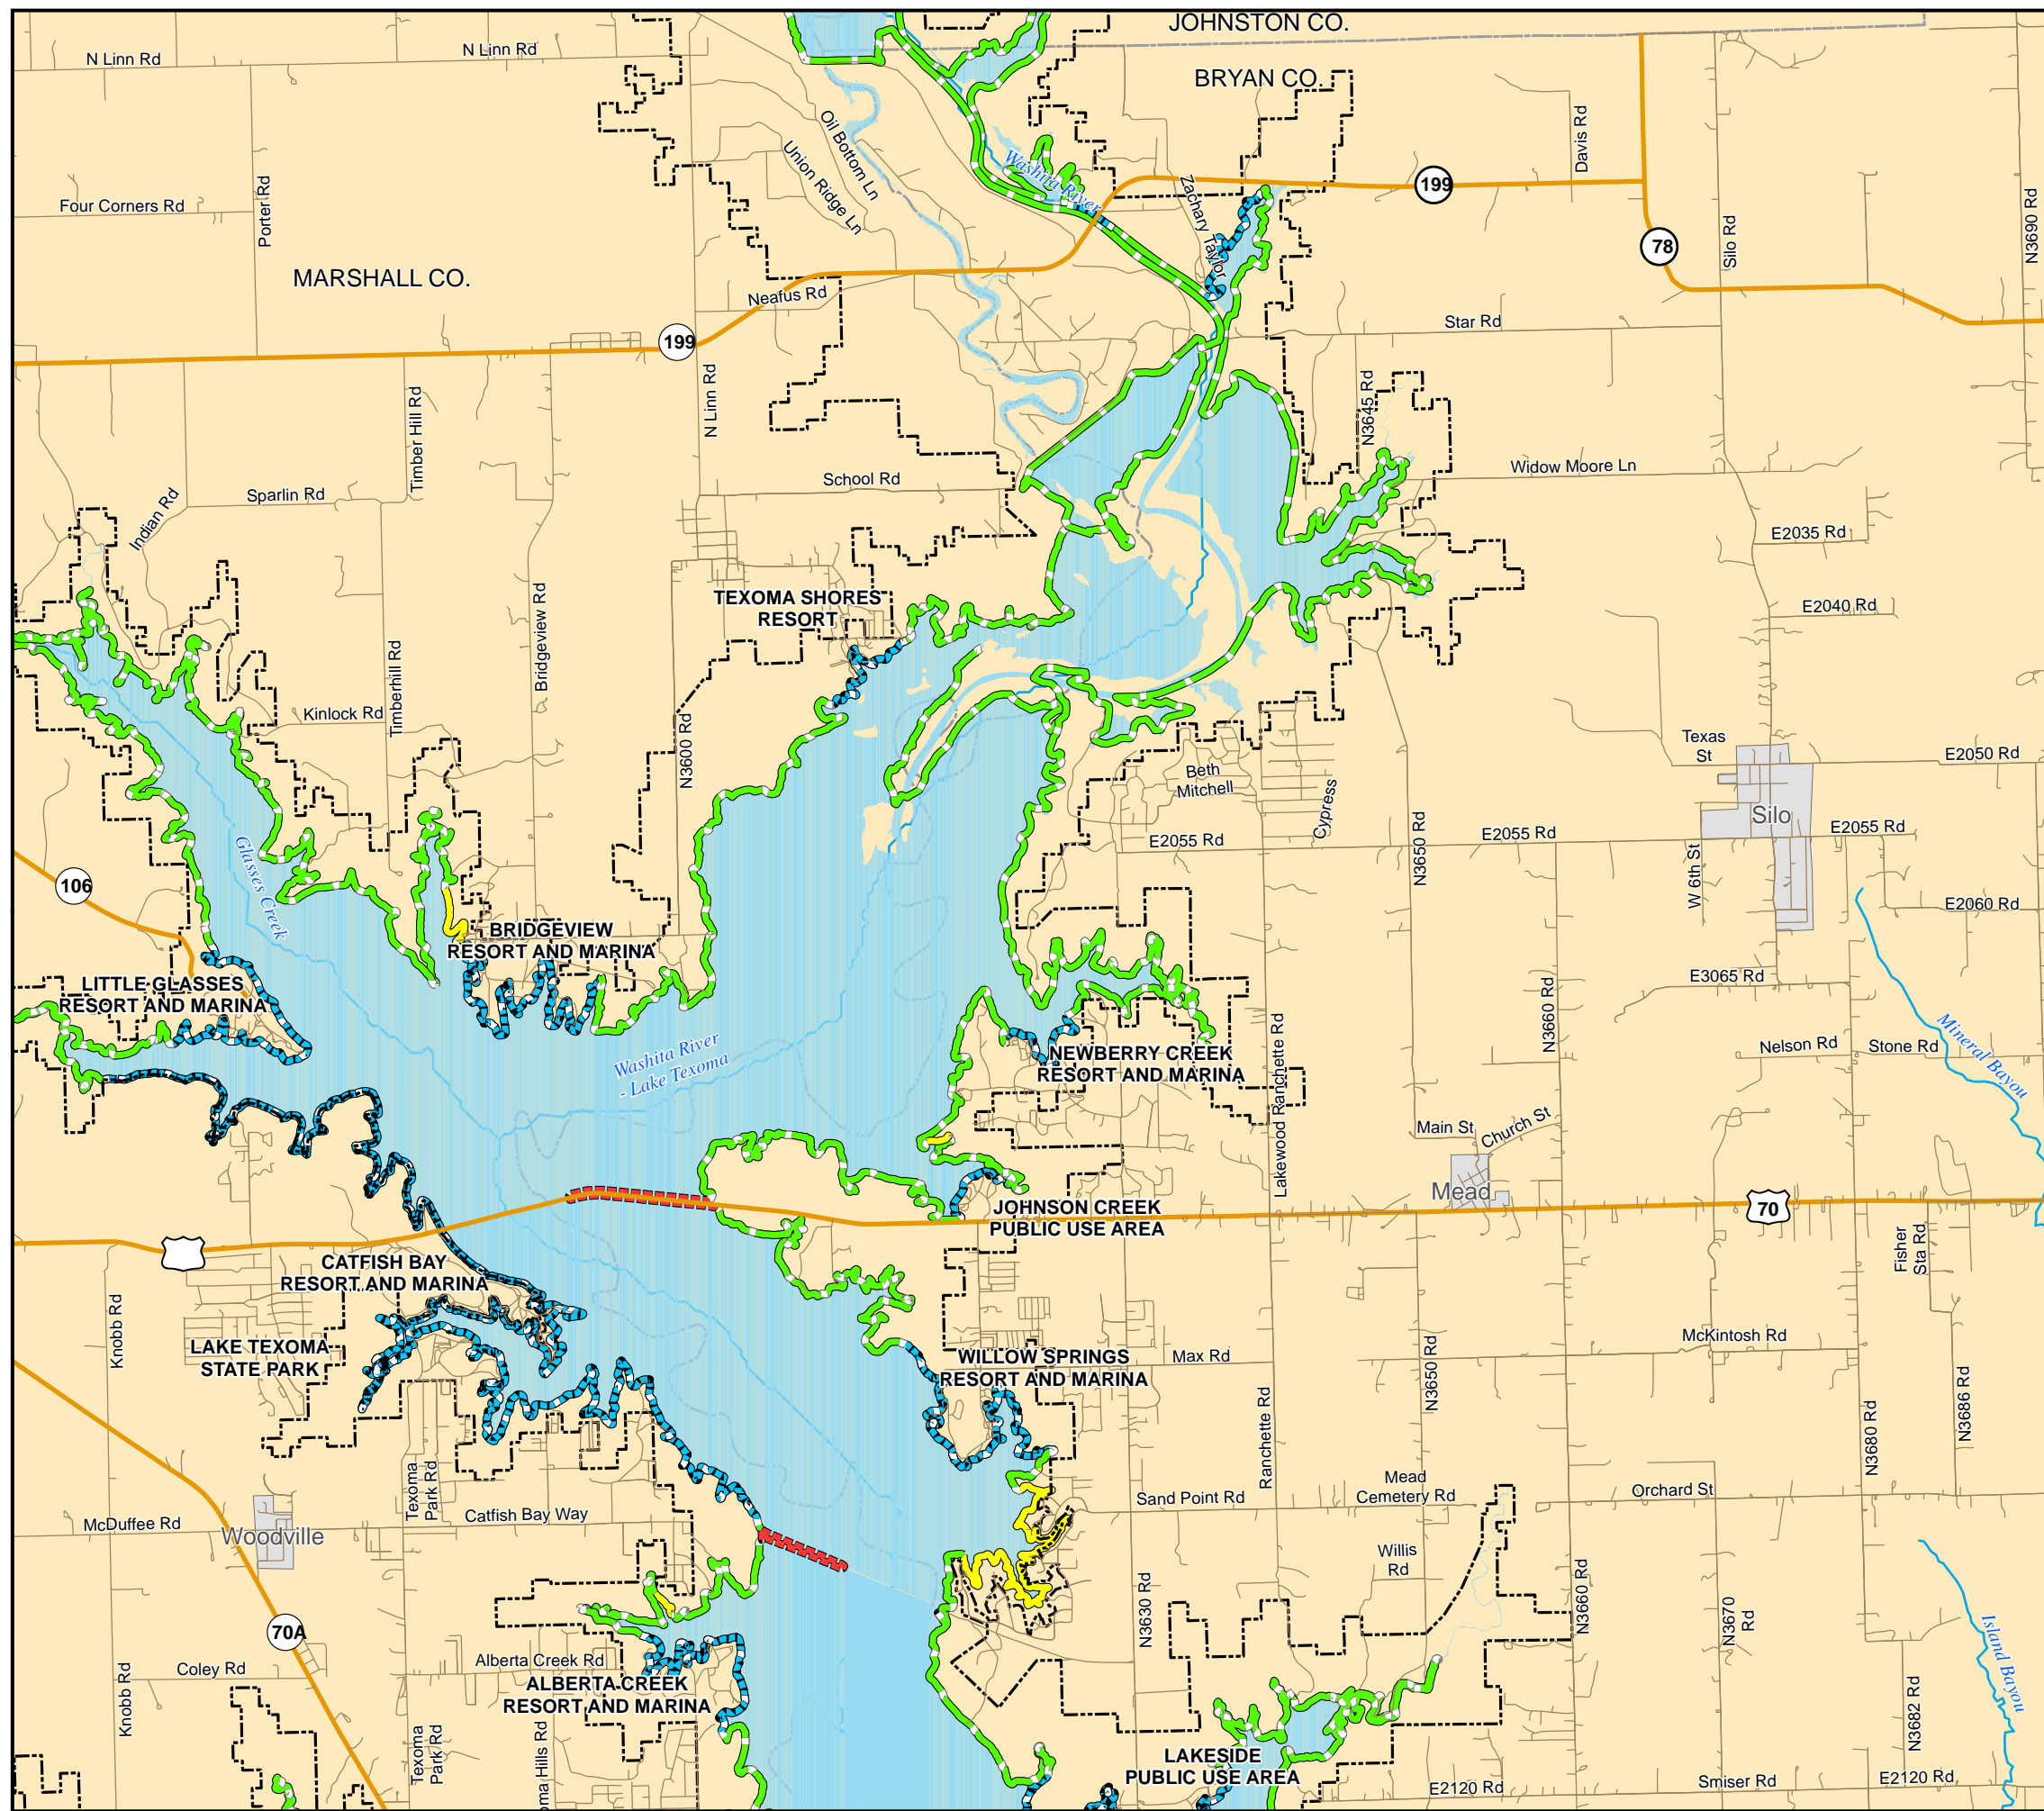 JOHNSTON CO.
N Linn Rd
N Linn Rd
BRYAN CO.
Davis Rd
Oil Bottom Ln
Union Ridge Ln
Washita River
Zachary Taylor
199
Four Corners Rd
Porter Rd
Silo Rd
N3690 Rd
78
MARSHALL CO.
Neafus Rd
Star Rd
199
N Linn Rd
Timber Hill Rd
N3645 Rd
School Rd
Widow Moore Ln
Sparlin Rd
Indian Rd
E2035 Rd
TEXOMA SHORES
RESORT
E2040 Rd
Bridgeview Rd
Timberhill Rd
Kinlock Rd
N3600 Rd
Texas
St
E2050 Rd
Beth
Mitchell
Cypress
Silo
E2055 Rd
E2055 Rd
E2055 Rd
N3650 Rd
W 6th St
Glasses Creek
106
E2060 Rd
BRIDGEVIEW
RESORT AND MARINA
E3065 Rd
LITTLE GLASSES
RESORT AND MARINA
N3660 Rd
Mineral Bayou
Nelson Rd
Stone Rd
Washita River
- Lake Texoma
NEWBERRY CREEK
RESORT AND MARINA
Lakewood Ranchette Rd
Main St
Church St
Mead
70
JOHNSON CREEK
PUBLIC USE AREA
Fisher
Sta Rd
CATFISH BAY
RESORT AND MARINA
Knobb Rd
LAKE TEXOMA
STATE PARK
McKintosh Rd
WILLOW SPRINGS
RESORT AND MARINA
Max Rd
N3650 Rd
N3686 Rd
Ranchette Rd
N3680 Rd
Texoma
Park Rd
Mead
Cemetery Rd
Sand Point Rd
Orchard St
McDuffee Rd
Catfish Bay Way
Woodville
Willis
Rd
N3630 Rd
N3660 Rd
N3670
Rd
70A
Island Bayou
Coley Rd
Alberta Creek Rd
ALBERTA CREEK
RESORT AND MARINA
Knobb Rd
N3682 Rd
Texoma
Park Rd
oma Hills Rd
LAKESIDE
PUBLIC USE AREA
E2120 Rd
Smiser Rd
E2120 Rd